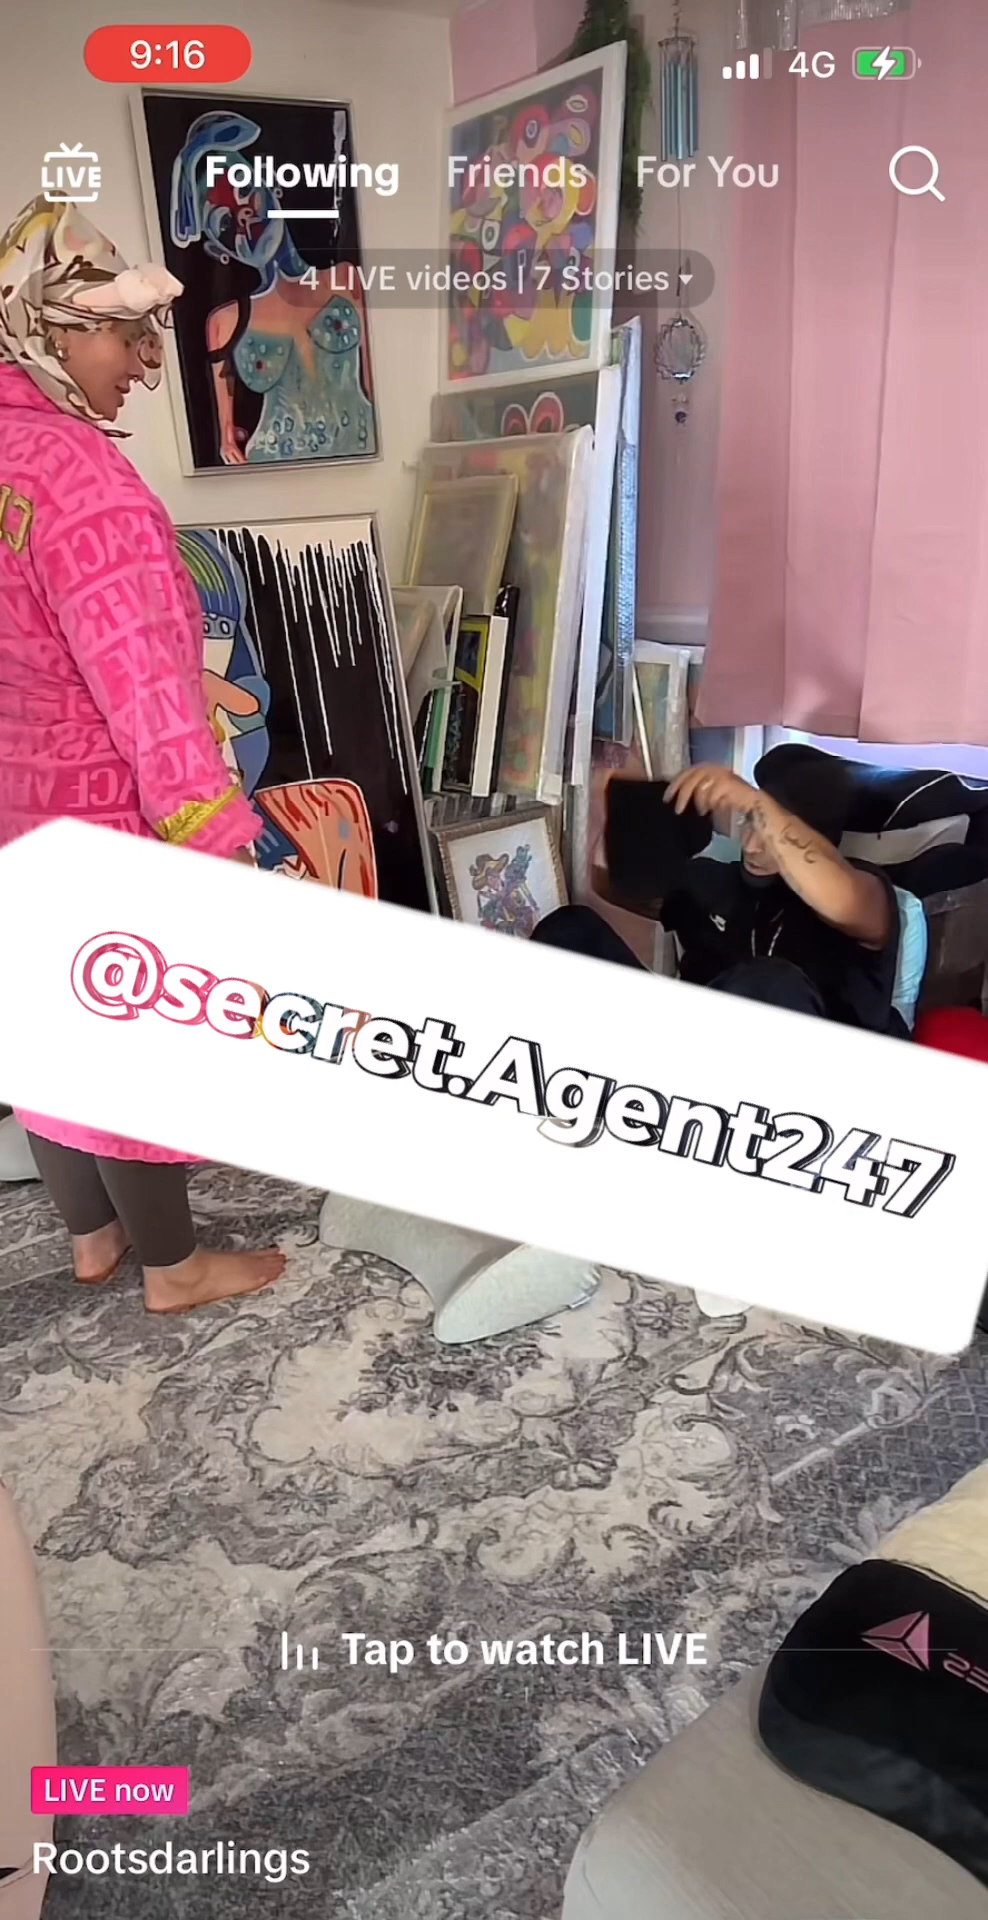 9:16
4G
LIVE
Following
Friends
For You
4 LIVE videos | 7 Stories
@secret.Agent247
Tap to watch LIVE
LIVE now
Rootsdarlings